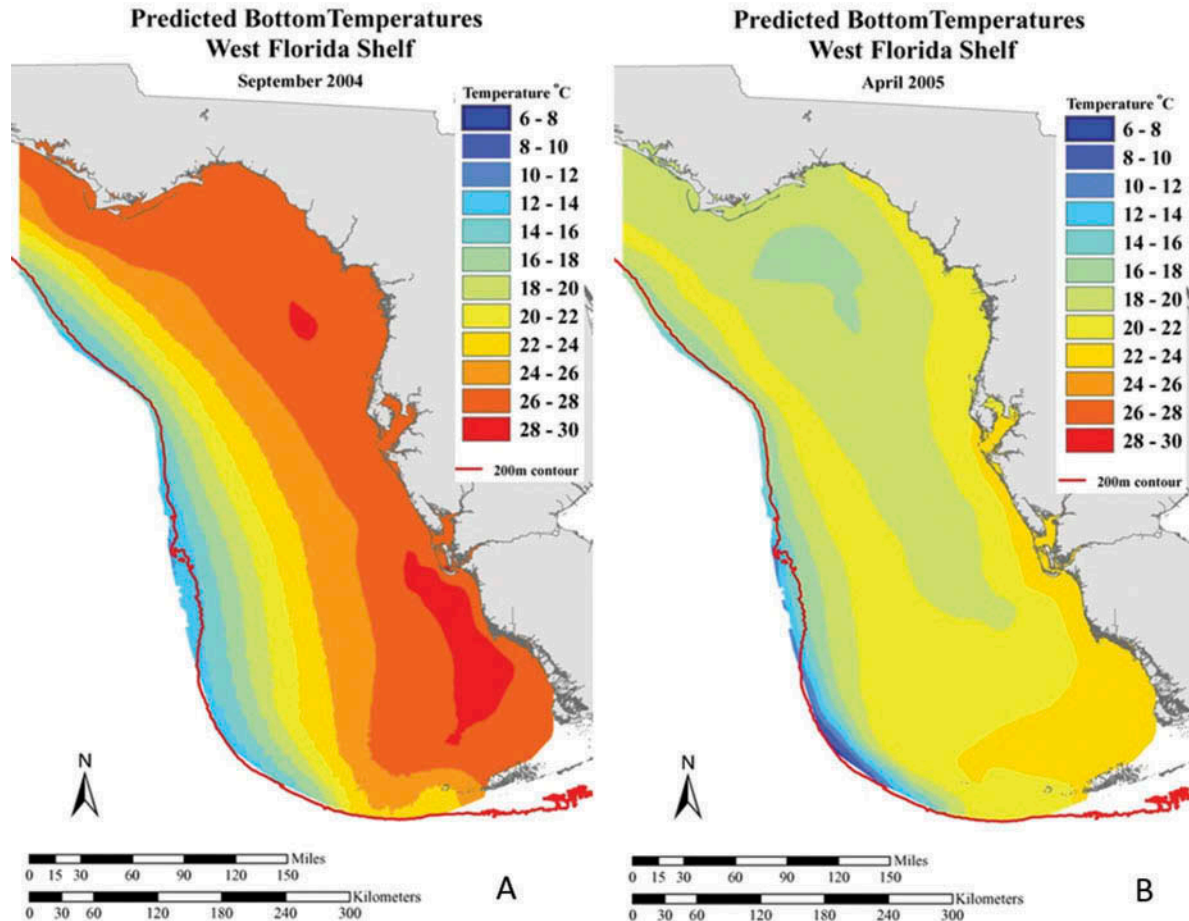 Predicted BottomTemperatures
West Florida Shelf
September 2004
Temperature °C
6 - 8
8 - 10
10 - 12
12 - 14
14 - 16
16 - 18
18 - 20
20 - 22
22 - 24
24 - 26
26 - 28
28 - 30
200m contour
N
Miles
0 15 30 60 90 120 150
Kilometers
0 30 60 120 180 240 300
A
Predicted BottomTemperatures
West Florida Shelf
April 2005
Temperature °C
6 - 8
8 - 10
10 - 12
12 - 14
14 - 16
16 - 18
18 - 20
20 - 22
22 - 24
24 - 26
26 - 28
28 - 30
200m contour
N
Miles
0 15 30 60 90 120 150
Kilometers
0 30 60 120 180 240 300
B